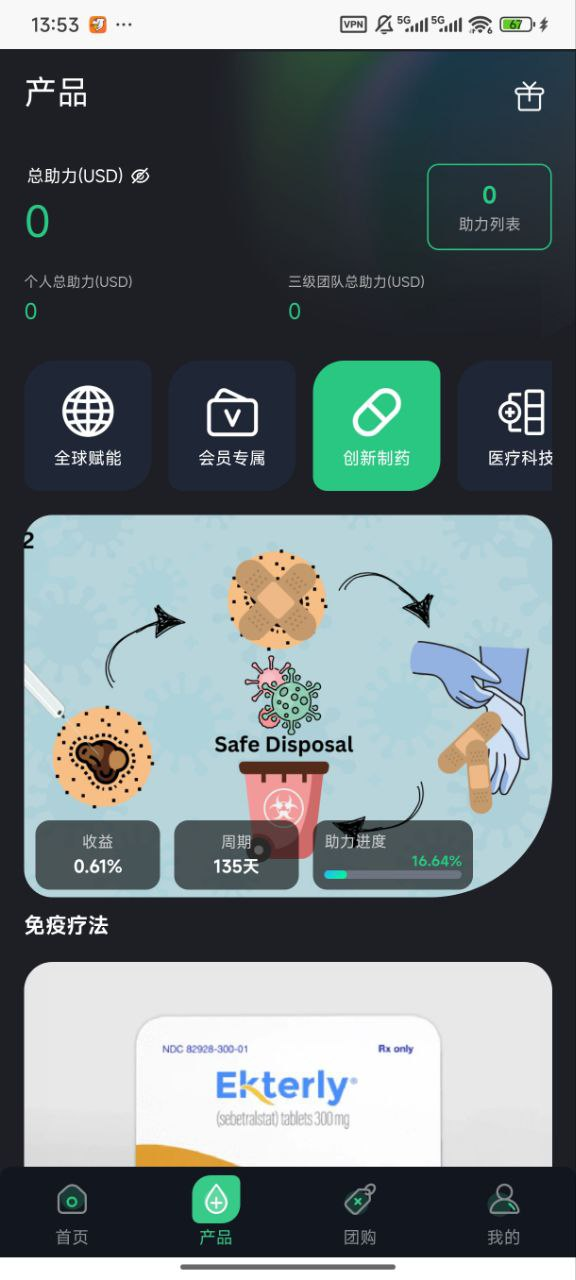 13:53 ... VPN 5G 5G 6 67
产品
总助力(USD)
0
0
助力列表
个人总助力(USD)
三级团队总助力(USD)
0
0
全球赋能
会员专属
创新制药
医疗科技
2
Safe Disposal
收益
0.61%
周期
135天
助力进度
16.64%
免疫疗法
NDC 82928-300-01
Rx only
Ekterly®
(sebetralstat) tablets 300 mg
首页
产品
团购
我的